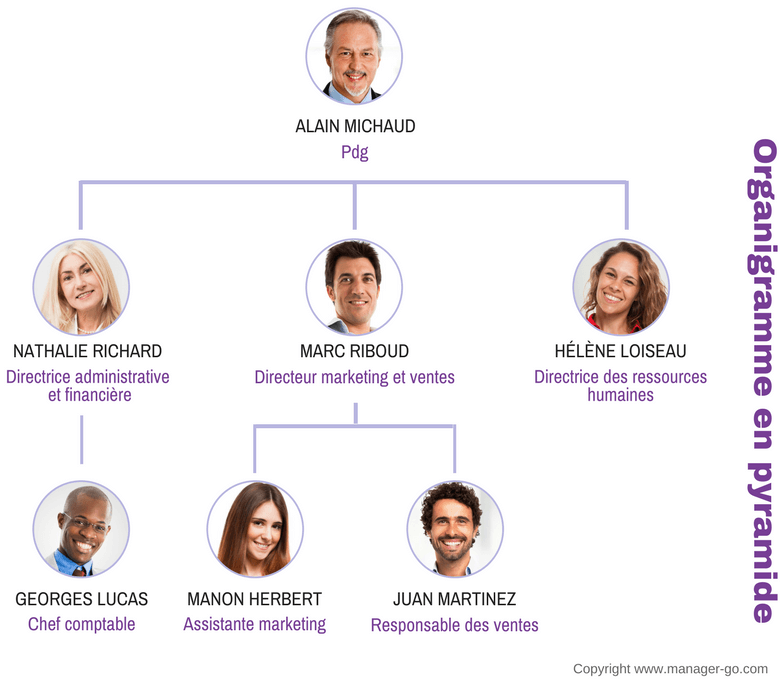 ALAIN MICHAUD
Pdg
NATHALIE RICHARD
Directrice administrative
et financière
MARC RIBOUD
Directeur marketing et ventes
HÉLÈNE LOISEAU
Directrice des ressources
humaines
GEORGES LUCAS
Chef comptable
MANON HERBERT
Assistante marketing
JUAN MARTINEZ
Responsable des ventes
Organigramme en pyramide
Copyright www.manager-go.com